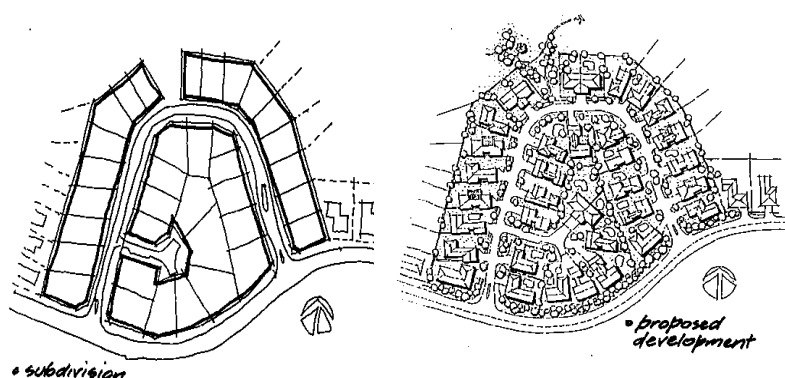 • subdivision
• proposed
development